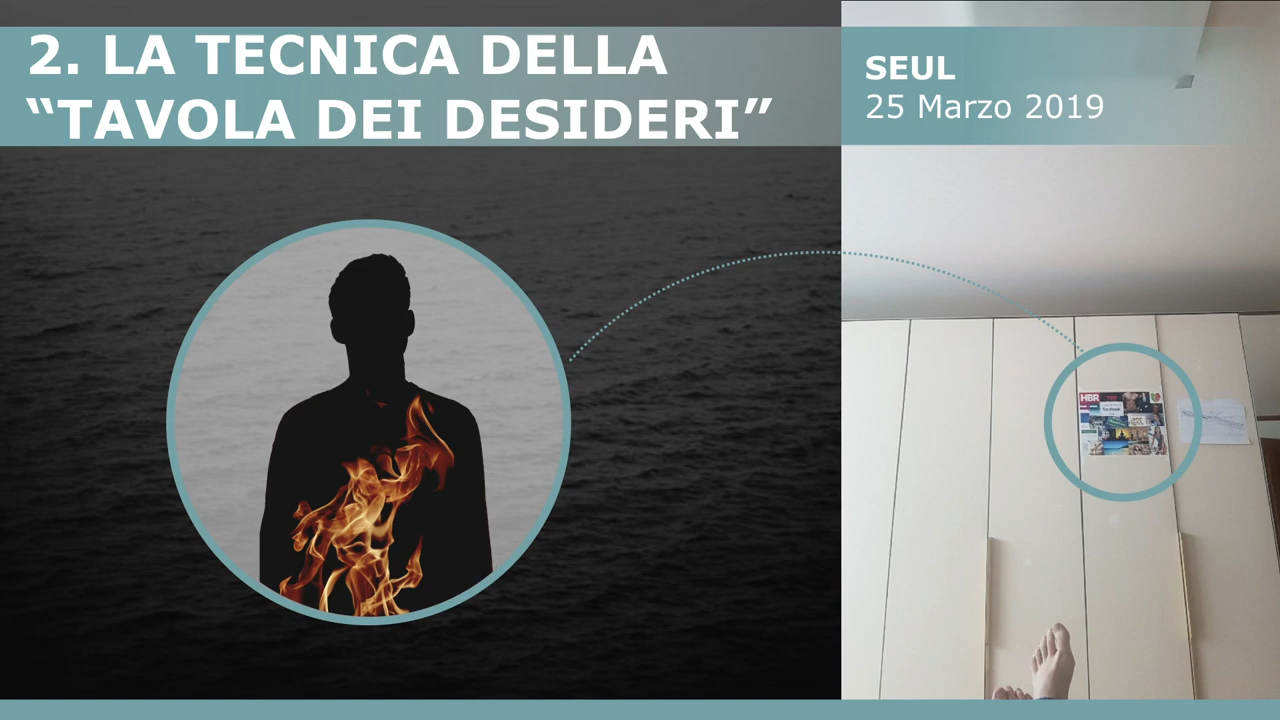 2. LA TECNICA DELLA
“TAVOLA DEI DESIDERI”
SEUL
25 Marzo 2019
HBR